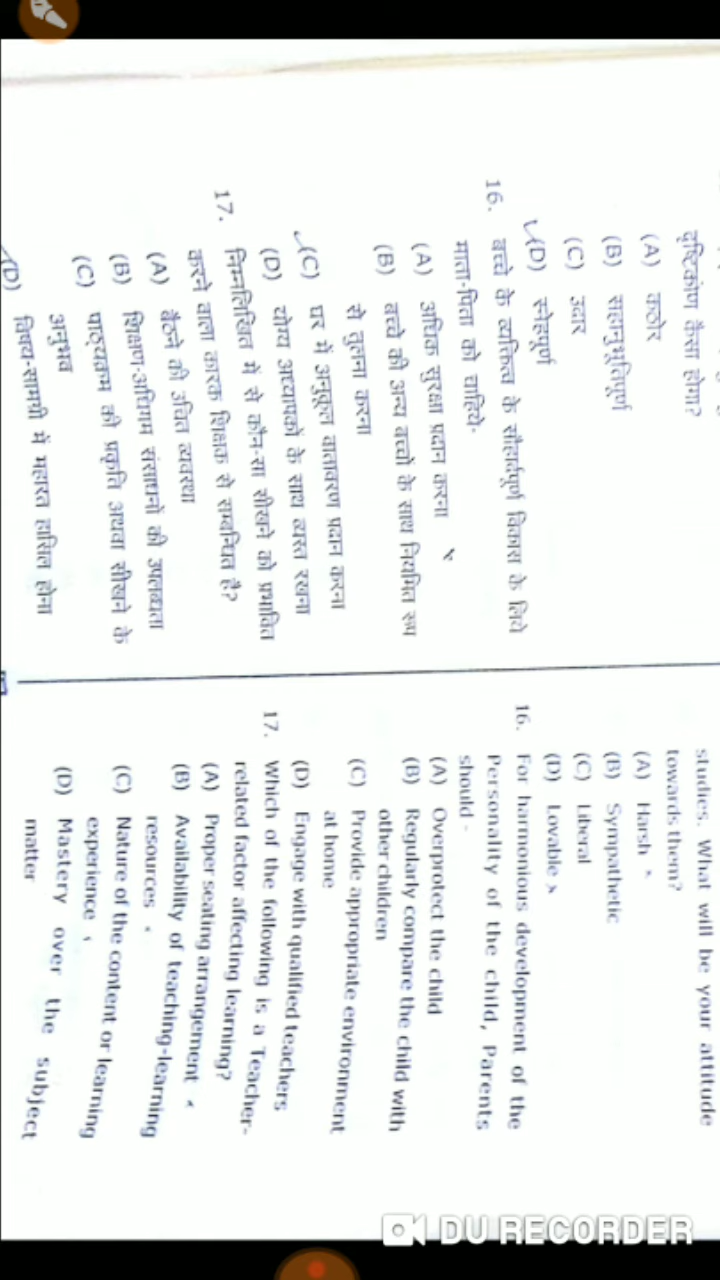 दृष्टिकोण कैसा होगा?
(A) कठोर
(B) सहानुभूतिपूर्ण
(C) उदार
(D) स्नेहपूर्ण
16. बच्चे के व्यक्तित्व के सौहार्दपूर्ण विकास के लिये
माता-पिता को चाहिये-
(A) अधिक सुरक्षा प्रदान करना
(B) बच्चे की अन्य बच्चों के साथ नियमित रूप
से तुलना करना
(C) घर में अनुकूल वातावरण प्रदान करना
(D) योग्य अध्यापकों के साथ व्यस्त रखना
17. निम्नलिखित में से कौन-सा सीखने को प्रभावित
करने वाला कारक शिक्षक से सम्बन्धित है?
(A) बैठने की उचित व्यवस्था
(B) शिक्षण-अधिगम संसाधनों की उपलब्धता
(C) पाठ्यक्रम की प्रकृति अथवा सीखने के
अनुभव
(D) विषय-सामग्री में महारत हासिल होना
studies. What will be your attitude
towards them?
(A) Harsh
(B) Sympathetic
(C) Liberal
(D) Lovable
16. For harmonious development of the
Personality of the child, Parents
should -
(A) Overprotect the child
(B) Regularly compare the child with
other children
(C) Provide appropriate environment
at home
(D) Engage with qualified teachers
17. Which of the following is a Teacher-
related factor affecting learning?
(A) Proper seating arrangement
(B) Availability of teaching-learning
resources
(C) Nature of the content or learning
experience
(D) Mastery over the subject
matter
DU RECORDER